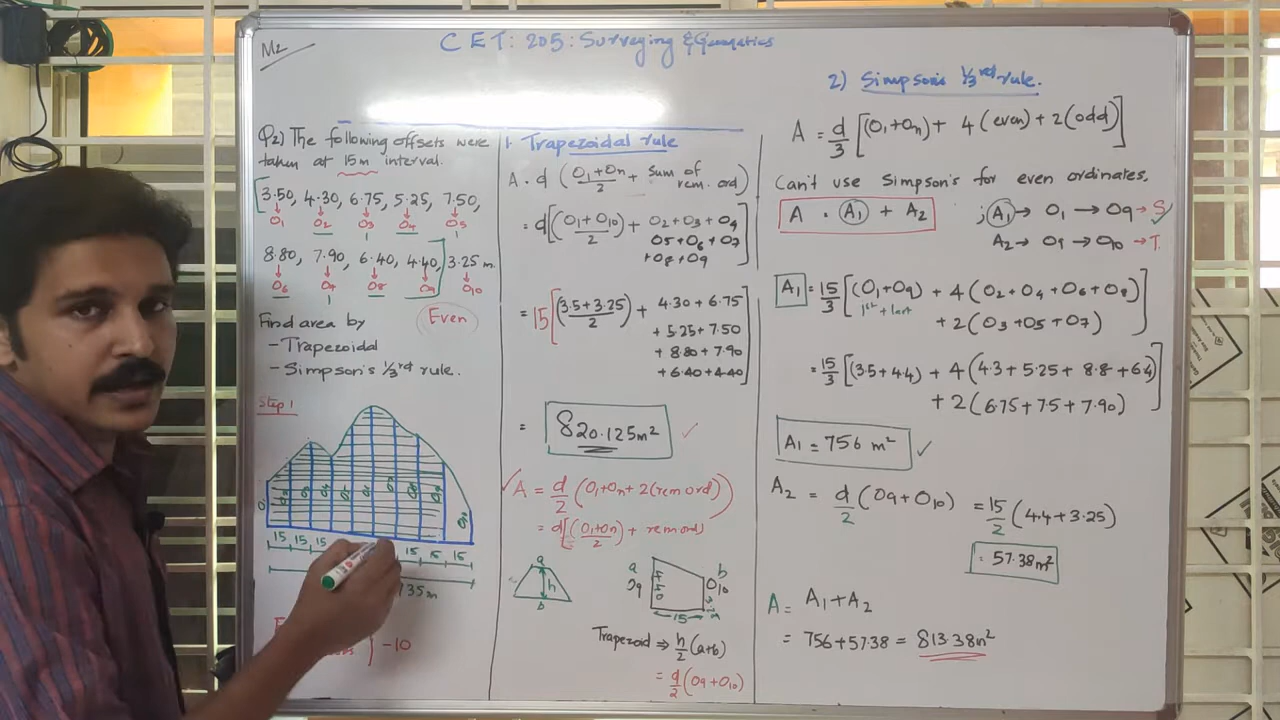 M2
CET: 205: Surveying & Geomatics
Q2) The following offsets were
taken at 15m interval.
3.50, 4.30, 6.75, 5.25, 7.50,
O1 O2 O3 O4 O5
8.80, 7.90, 6.40, 4.40, 3.25 m.
O6 O7 O8 O9 O10
Even
Find area by
- Trapezoidal
- Simpson's 1/3rd rule.
Step 1
15 15 15 15 15 15
735m
-10
1. Trapezoidal rule
A = d (O1+On/2 + Sum of
rem. ord)
= d[(O1+O10/2) + O2+O3+O4
O5+O6+O7
+O8+O9]
= 15[(3.5+3.25/2) + 4.30+6.75
+5.25+7.50
+8.80+7.90
+6.40+4.40]
= 820.125m²
A = d/2 (O1+On+2(rem ord))
= d[(O1+On/2) + rem ords]
a
h
b
a
O9
4.40
b
O10
15
Trapezoid ⇒ h/2 (a+b)
= d/2 (O9+O10)
2) Simpson's 1/3rd rule.
A = d/3 [(O1+On) + 4(even) + 2(odd)]
Can't use Simpson's for even ordinates.
A = A1 + A2 ; A1 → O1 → O9 → S
A2 → O9 → O10 → T.
A1 = 15/3 [(O1+O9) + 4(O2+O4+O6+O8)
1st + last
+ 2(O3+O5+O7)]
= 15/3 [(3.5+4.4) + 4(4.3+5.25+8.8+6.4)
+ 2(6.75+7.5+7.90)]
A1 = 756 m²
A2 = d/2 (O9+O10) = 15/2 (4.4+3.25)
= 57.38m²
A = A1+A2
= 756+57.38 = 813.38m²